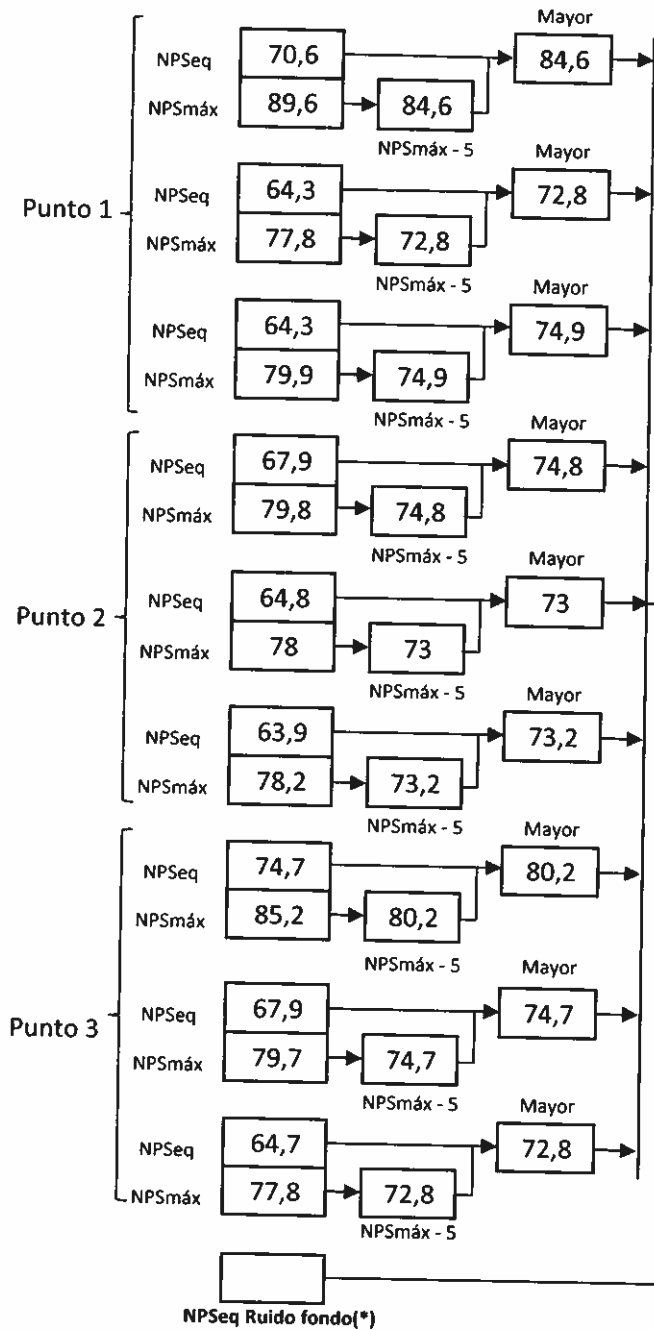 Mayor
NPSeq 70,6 84,6
NPSmáx 89,6 84,6
NPSmáx - 5
Mayor
Punto 1
NPSeq 64,3 72,8
NPSmáx 77,8 72,8
NPSmáx - 5
Mayor
NPSeq 64,3 74,9
NPSmáx 79,9 74,9
NPSmáx - 5
Mayor
NPSeq 67,9 74,8
NPSmáx 79,8 74,8
NPSmáx - 5
Mayor
Punto 2
NPSeq 64,8 73
NPSmáx 78 73
NPSmáx - 5
Mayor
NPSeq 63,9 73,2
NPSmáx 78,2 73,2
NPSmáx - 5
Mayor
NPSeq 74,7 80,2
NPSmáx 85,2 80,2
NPSmáx - 5
Mayor
Punto 3
NPSeq 67,9 74,7
NPSmáx 79,7 74,7
NPSmáx - 5
Mayor
NPSeq 64,7 72,8
NPSmáx 77,8 72,8
NPSmáx - 5
NPSeq Ruido fondo(*)